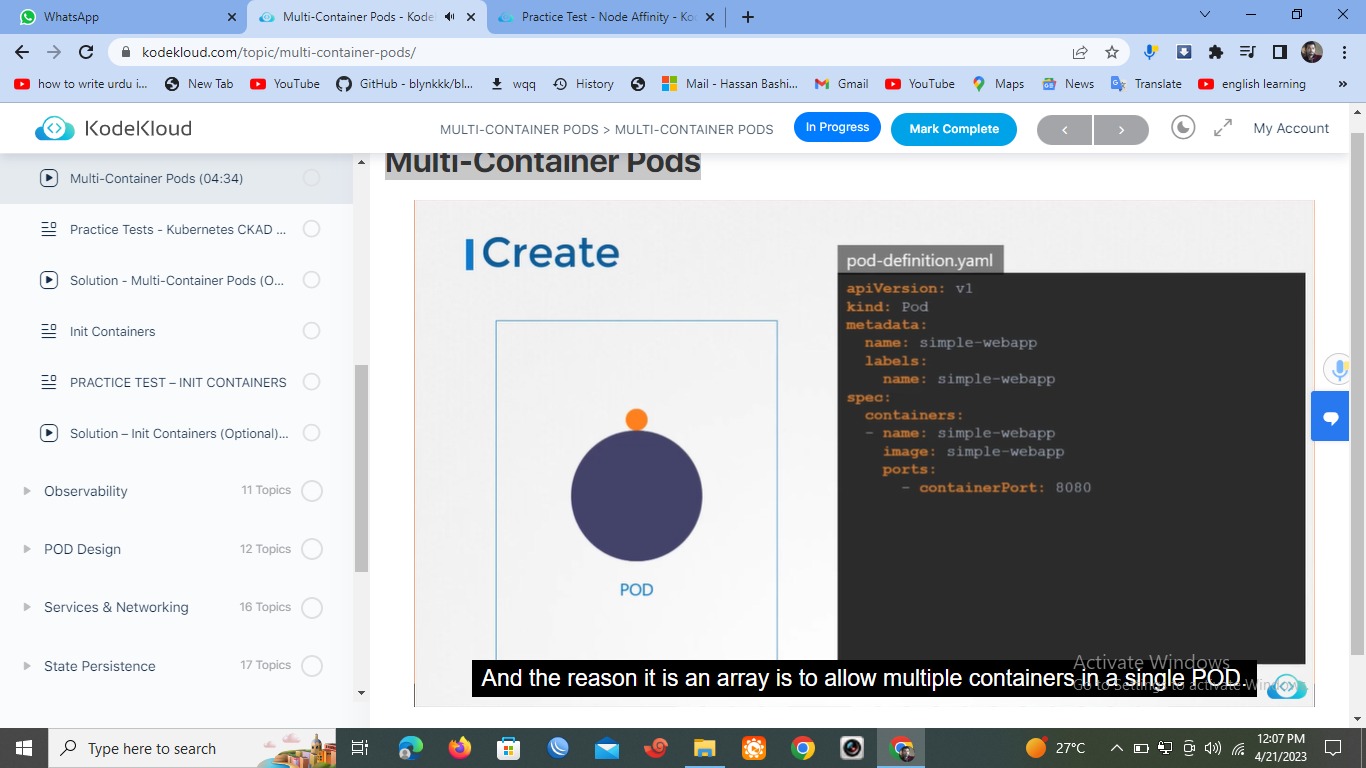 WhatsApp
Multi-Container Pods - Kodek
Practice Test - Node Affinity - Ko
kodekloud.com/topic/multi-container-pods/
how to write urdu i...
New Tab
YouTube
GitHub - blynkkk/bl...
wqq
History
Mail - Hassan Bashi...
Gmail
YouTube
Maps
News
Translate
english learning
»
KodeKloud
MULTI-CONTAINER PODS > MULTI-CONTAINER PODS
In Progress
Mark Complete
My Account
Multi-Container Pods (04:34)
Practice Tests - Kubernetes CKAD ...
Solution - Multi-Container Pods (O...
Init Containers
PRACTICE TEST – INIT CONTAINERS
Solution – Init Containers (Optional)...
Observability 11 Topics
POD Design 12 Topics
Services & Networking 16 Topics
State Persistence 17 Topics
Multi-Container Pods
Create
POD
pod-definition.yaml
apiVersion: v1
kind: Pod
metadata:
name: simple-webapp
labels:
name: simple-webapp
spec:
containers:
- name: simple-webapp
image: simple-webapp
ports:
- containerPort: 8080
And the reason it is an array is to allow multiple containers in a single POD.
Activate Windows
Go to Settings to activate Windows.
Type here to search
27°C
12:07 PM
4/21/2023